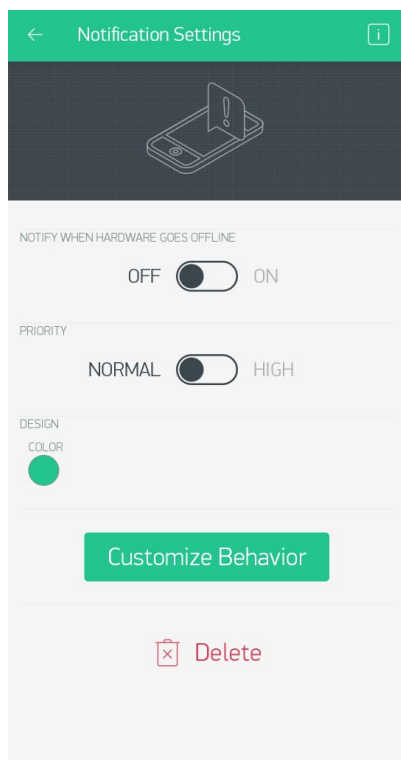 Notification Settings
NOTIFY WHEN HARDWARE GOES OFFLINE
OFF ON
PRIORITY
NORMAL HIGH
DESIGN
COLOR
Customize Behavior
Delete